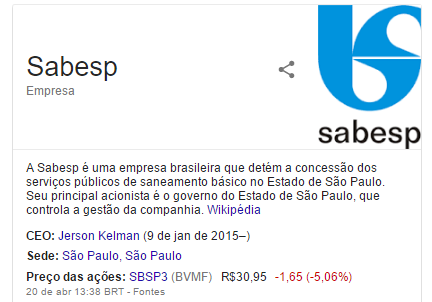 Sabesp
Empresa
sabesp
A Sabesp é uma empresa brasileira que detém a concessão dos
serviços públicos de saneamento básico no Estado de São Paulo.
Seu principal acionista é o governo do Estado de São Paulo, que
controla a gestão da companhia. Wikipédia
CEO: Jerson Kelman (9 de jan de 2015–)
Sede: São Paulo, São Paulo
Preço das ações: SBSP3 (BVMF) R$30,95 -1,65 (-5,06%)
20 de abr 13:38 BRT - Fontes